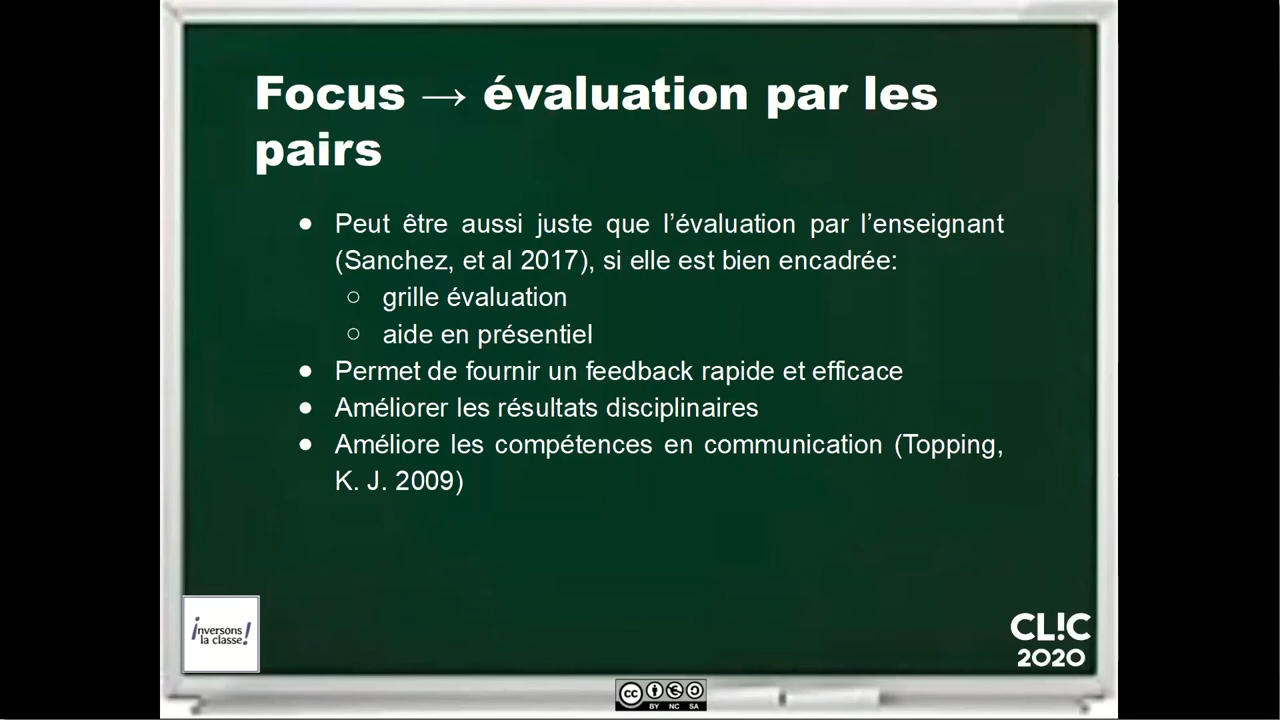 Focus → évaluation par les
pairs
● Peut être aussi juste que l’évaluation par l’enseignant
(Sanchez, et al 2017), si elle est bien encadrée:
○ grille évaluation
○ aide en présentiel
● Permet de fournir un feedback rapide et efficace
● Améliorer les résultats disciplinaires
● Améliore les compétences en communication (Topping,
K. J. 2009)
inversons
la classe!
CL!C
2020
cc
BY NC SA